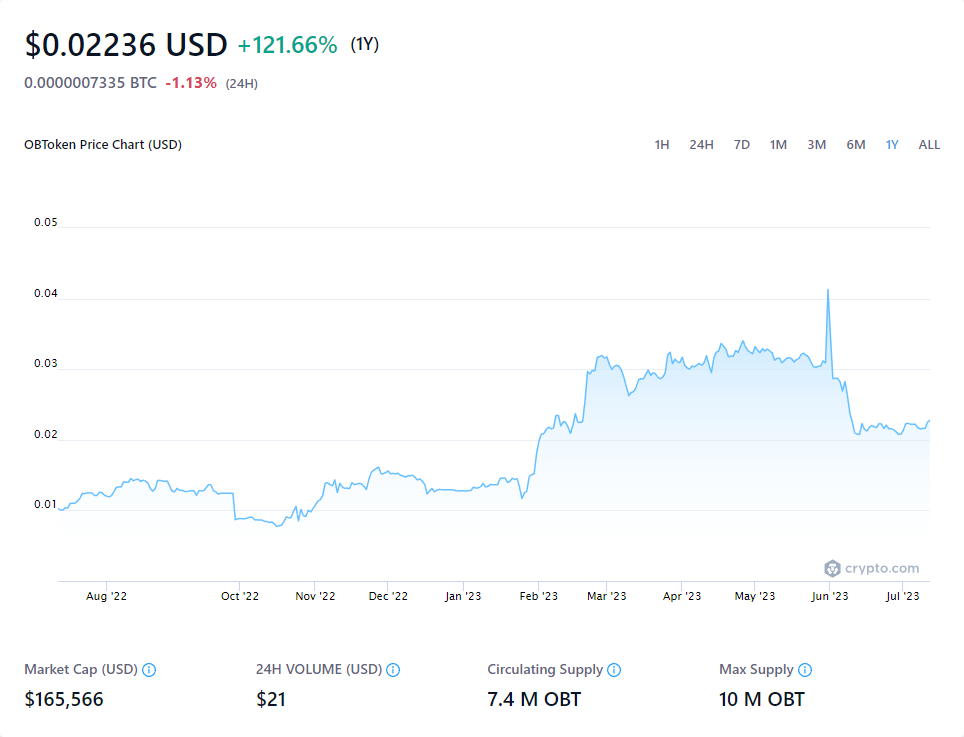 $0.02236 USD +121.66% (1Y)
0.0000007335 BTC -1.13% (24H)
OBToken Price Chart (USD) 1H 24H 7D 1M 3M 6M 1Y ALL
0.05
0.04
0.03
0.02
0.01
crypto.com
Aug '22 Oct '22 Nov '22 Dec '22 Jan '23 Feb '23 Mar '23 Apr '23 May '23 Jun '23 Jul '23
Market Cap (USD) 24H VOLUME (USD) Circulating Supply Max Supply
$165,566 $21 7.4 M OBT 10 M OBT